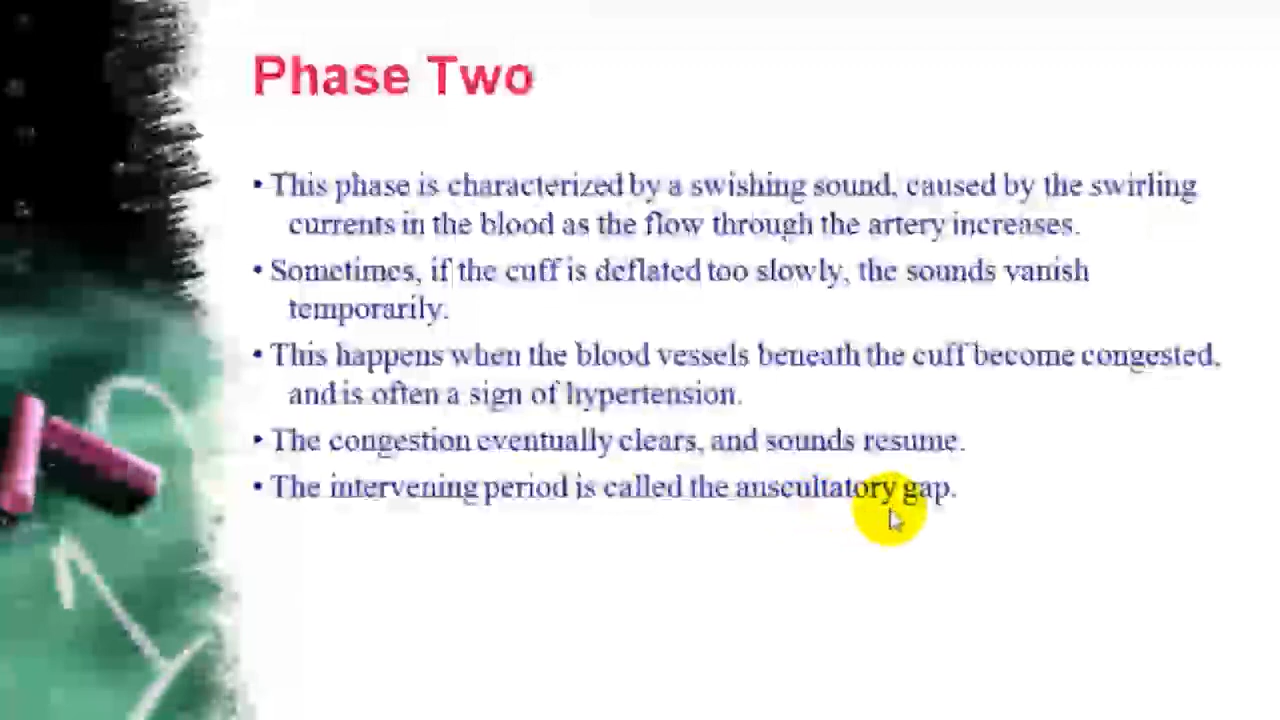 Phase Two
• This phase is characterized by a swishing sound, caused by the swirling
currents in the blood as the flow through the artery increases.
• Sometimes, if the cuff is deflated too slowly, the sounds vanish
temporarily.
• This happens when the blood vessels beneath the cuff become congested,
and is often a sign of hypertension.
• The congestion eventually clears, and sounds resume.
• The intervening period is called the anscultatory gap.